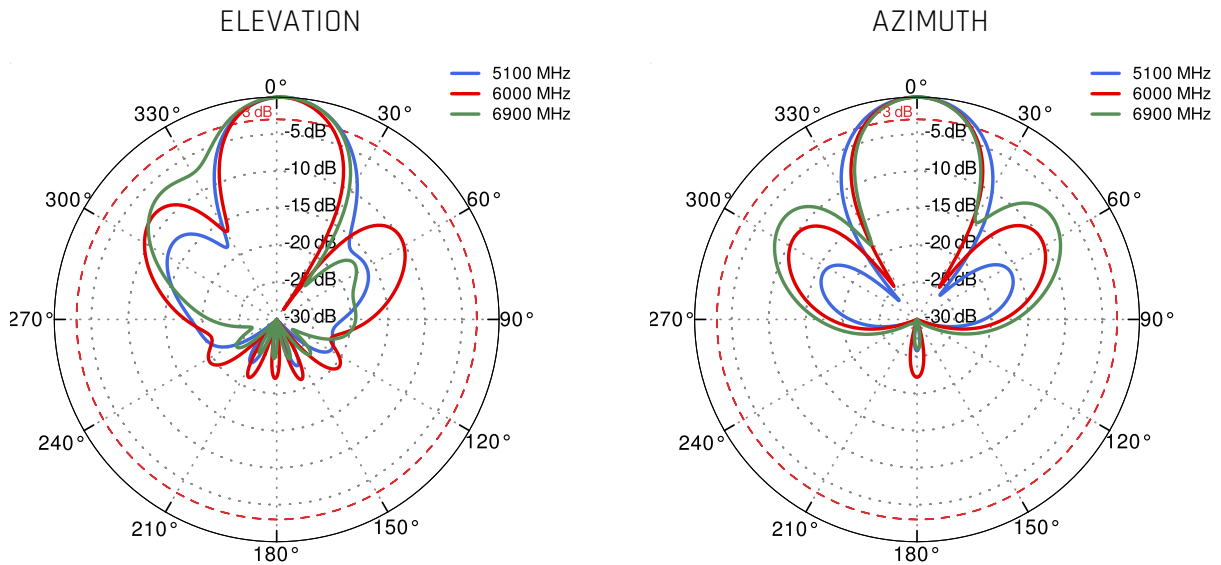 ELEVATION
5100 MHz
6000 MHz
6900 MHz
0°
330°
30°
-3 dB
-5 dB
-10 dB
300°
60°
-15 dB
-20 dB
-25 dB
270°
-30 dB
90°
240°
120°
210°
150°
180°
AZIMUTH
5100 MHz
6000 MHz
6900 MHz
0°
330°
30°
-3 dB
-5 dB
-10 dB
300°
60°
-15 dB
-20 dB
-25 dB
270°
-30 dB
90°
240°
120°
210°
150°
180°